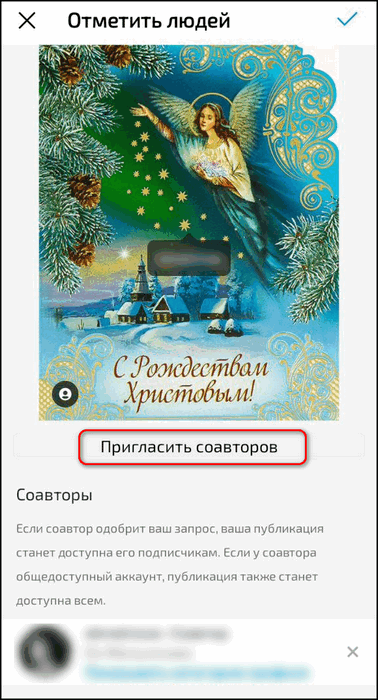 Отметить людей
С Рождеством
Христовым!
Пригласить соавторов
Соавторы
Если соавтор одобрит ваш запрос, ваша публикация
станет доступна его подписчикам. Если у соавтора
общедоступный аккаунт, публикация также станет
доступна всем.